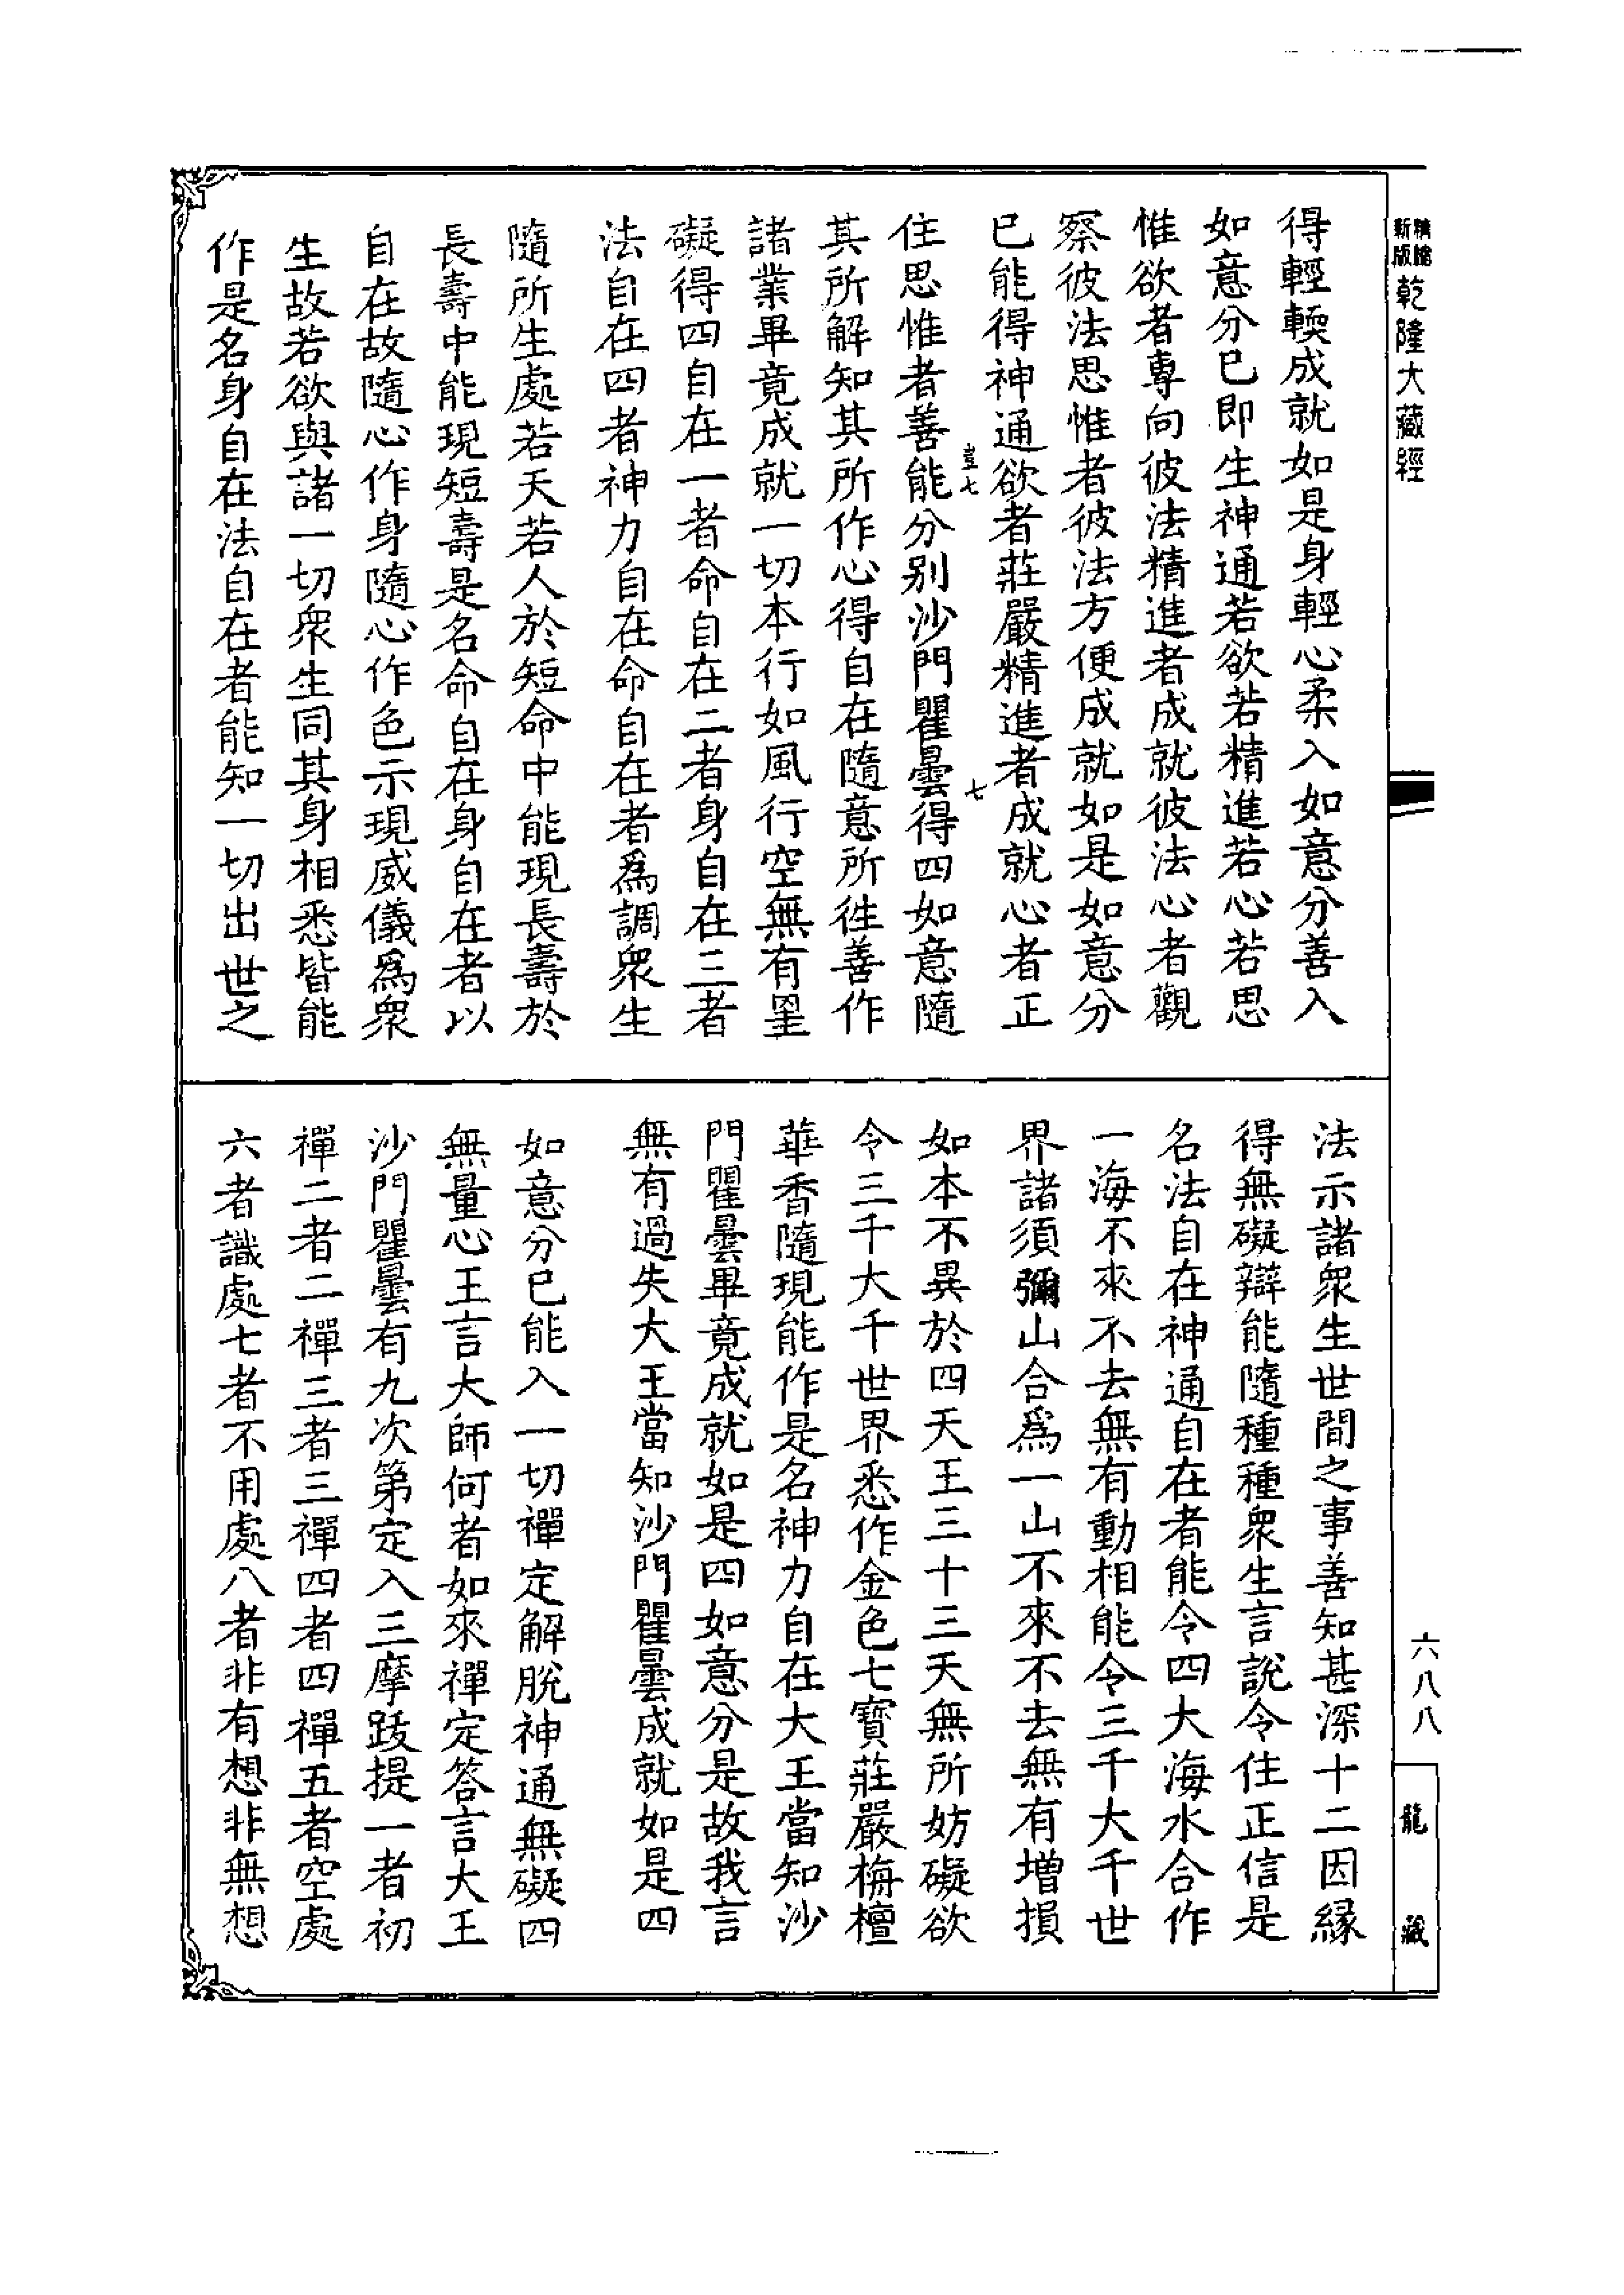 精繪
新版
乾隆大藏經
得輕輭成就如是身輕心柔入如意分善入
如意分已即生神通若欲若精進若心若思
惟欲者專向彼法精進者成就彼法心者觀
察彼法思惟者彼法方便成就如是如意分
已能得神通欲者莊嚴精進者成就心者正
豈七
七
住思惟者善能分別沙門瞿曇得四如意隨
其所解知其所作心得自在隨意所徃善作
諸業畢竟成就一切本行如風行空無有罣
礙得四自在一者命自在二者身自在三者
法自在四者神力自在命自在者爲調衆生
隨所生處若天若人於短命中能現長壽於
長壽中能現短壽是名命自在身自在者以
自在故隨心作身隨心作色示現威儀爲衆
生故若欲與諸一切衆生同其身相悉皆能
作是名身自在法自在者能知一切出世之
法示諸衆生世間之事善知甚深十二因縁
得無礙辯能隨種種衆生言說令住正信是
名法自在神通自在者能令四大海水合作
一海不來不去無有動相能令三千大千世
界諸須彌山合爲一山不來不去無有增損
如本不異於四天王三十三天無所妨礙欲
令三千大千世界悉作金色七寳莊嚴栴檀
華香隨現能作是名神力自在大王當知沙
門瞿曇畢竟成就如是四如意分是故我言
無有過失大王當知沙門瞿曇成就如是四
如意分已能入一切禪定解脫神通無礙四
無量心王言大師何者如來禪定答言大王
沙門瞿曇有九次第定入三摩跋提一者初
禪二者二禪三者三禪四者四禪五者空處
六者識處七者不用處八者非有想非無想
六八八
龍藏